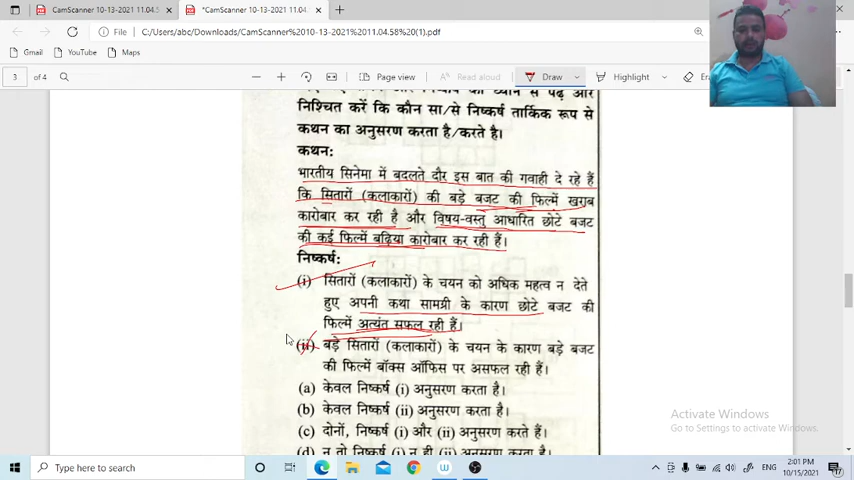 CamScanner 10-13-2021 11.04.5
*CamScanner 10-13-2021 11.04.
File
C:/Users/abc/Downloads/CamScanner%2010-13-2021%2011.04.58%20(1).pdf
Gmail
YouTube
Maps
3 of 4
Page view
Read aloud
Draw
Highlight
निश्चित करें कि कौन सा/से निष्कर्ष तार्किक रूप से
कथन का अनुसरण करता है/करते है।
कथन:
भारतीय सिनेमा में बदलते दौर इस बात की गवाही दे रहे हैं
कि सितारों (कलाकारों) की बड़े बजट की फिल्में खराब
कारोबार कर रही है और विषय-वस्तु आधारित छोटे बजट
की कई फिल्में बढ़िया कारोबार कर रही हैं।
निष्कर्ष:
(i) सितारों (कलाकारों) के चयन को अधिक महत्व न देते
हुए अपनी कथा सामग्री के कारण छोटे बजट की
फिल्में अत्यंत सफल रही हैं।
(ii) बड़े सितारों (कलाकारों) के चयन के कारण बड़े बजट
की फिल्में बॉक्स ऑफिस पर असफल रही हैं।
(a) केवल निष्कर्ष (i) अनुसरण करता है।
(b) केवल निष्कर्ष (ii) अनुसरण करता है।
(c) दोनों, निष्कर्ष (i) और (ii) अनुसरण करते हैं।
(d) न तो निष्कर्ष (i) न ही (ii) अनुसरण करता है।
Activate Windows
Go to Settings to activate Windows.
Type here to search
ENG
2:01 PM
10/15/2021